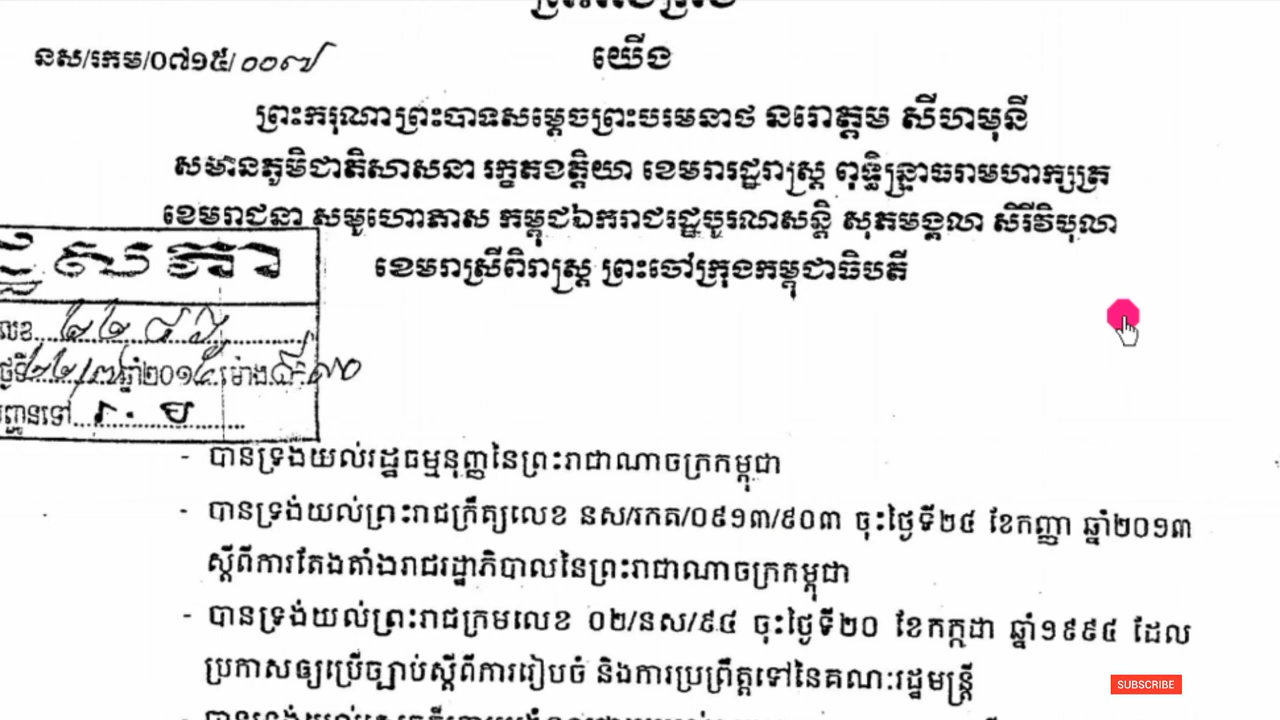 នស/រកម/០៧១៥/០០៧
យើង
ព្រះករុណាព្រះបាទសម្តេចព្រះបរមនាថ នរោត្តម សីហមុនី
សមានភូមិជាតិសាសនា រក្ខតខត្តិយា ខេមរារដ្ឋរាស្ត្រ ពុទ្ធិន្ទ្រាធរាមហាក្សត្រ
ខេមរាជនា សមូហោភាស កម្ពុជឯករាជរដ្ឋបូរណសន្តិ សុភមង្គលា សិរីវិបុលា
ខេមរាស្រីពិរាស្ត្រ ព្រះចៅក្រុងកម្ពុជាធិបតី
- បានទ្រង់យល់រដ្ឋធម្មនុញ្ញនៃព្រះរាជាណាចក្រកម្ពុជា
- បានទ្រង់យល់ព្រះរាជក្រឹត្យលេខ នស/រកត/០៩១៣/៩០៣ ចុះថ្ងៃទី២៤ ខែកញ្ញា ឆ្នាំ២០១៣
ស្តីពីការតែងតាំងរាជរដ្ឋាភិបាលនៃព្រះរាជាណាចក្រកម្ពុជា
- បានទ្រង់យល់ព្រះរាជក្រមលេខ ០២/នស/៩៤ ចុះថ្ងៃទី២០ ខែកក្កដា ឆ្នាំ១៩៩៤ ដែល
ប្រកាសឲ្យប្រើច្បាប់ស្តីពីការរៀបចំ និងការប្រព្រឹត្តទៅនៃគណៈរដ្ឋមន្ត្រី
SUBSCRIBE